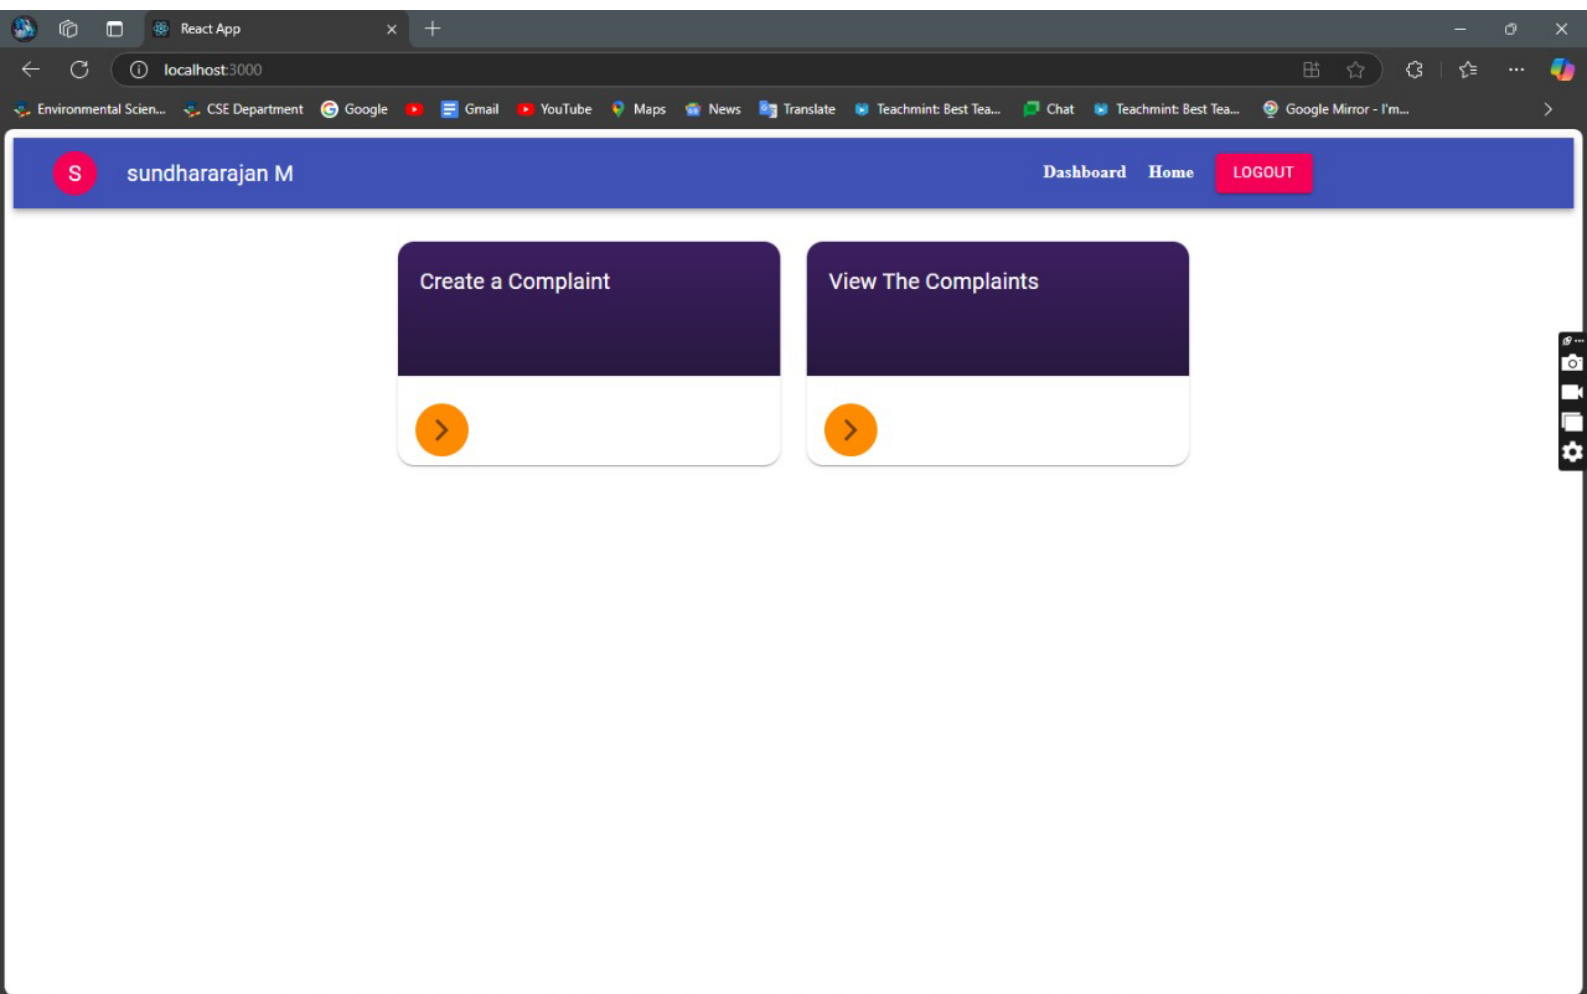 React App
localhost:3000
Environmental Scien... CSE Department Google Gmail YouTube Maps News Translate Teachmint: Best Tea... Chat Teachmint: Best Tea... Google Mirror - I'm...
S sundhararajan M Dashboard Home LOGOUT
Create a Complaint
View The Complaints